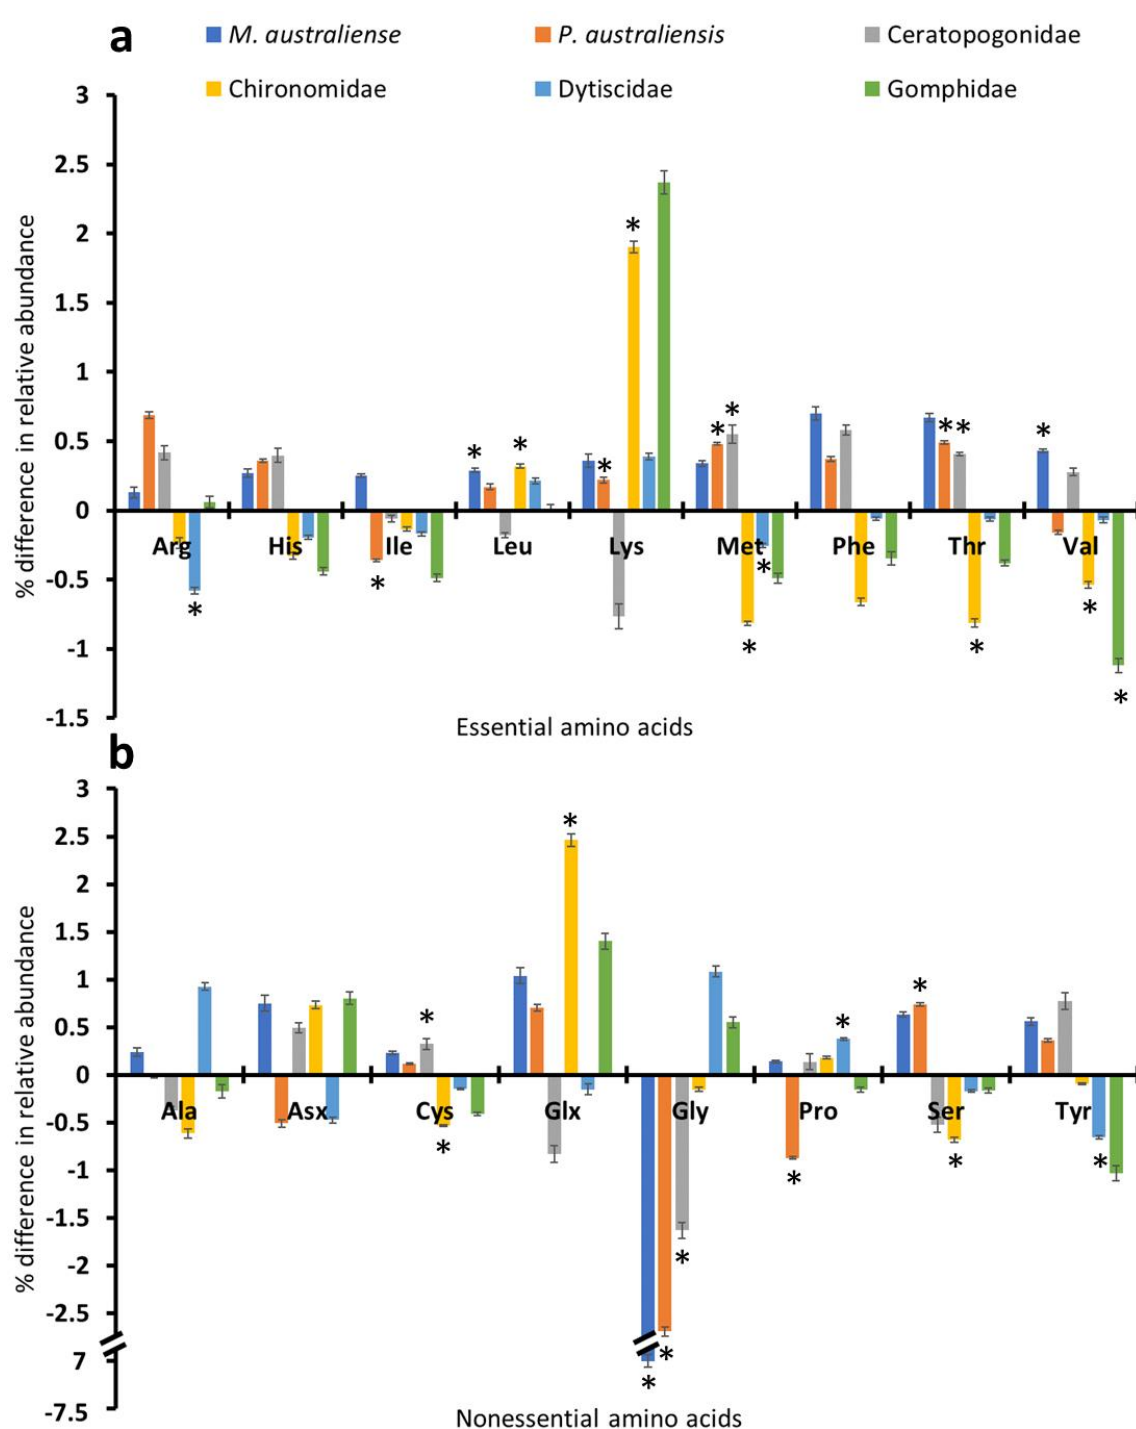 a
M. australiense P. australiensis Ceratopogonidae
Chironomidae Dytiscidae Gomphidae
% difference in relative abundance
3
2.5
2
1.5
1
0.5
0
-0.5
-1
-1.5
* * * * * * * * * * * * * * * *
Arg His Ile Leu Lys Met Phe Thr Val
Essential amino acids
b
% difference in relative abundance
3
2.5
2
1.5
1
0.5
0
-0.5
-1
-1.5
-2
-2.5
7
-7.5
* * * * * * * * * * * *
Ala Asx Cys Glx Gly Pro Ser Tyr
Nonessential amino acids